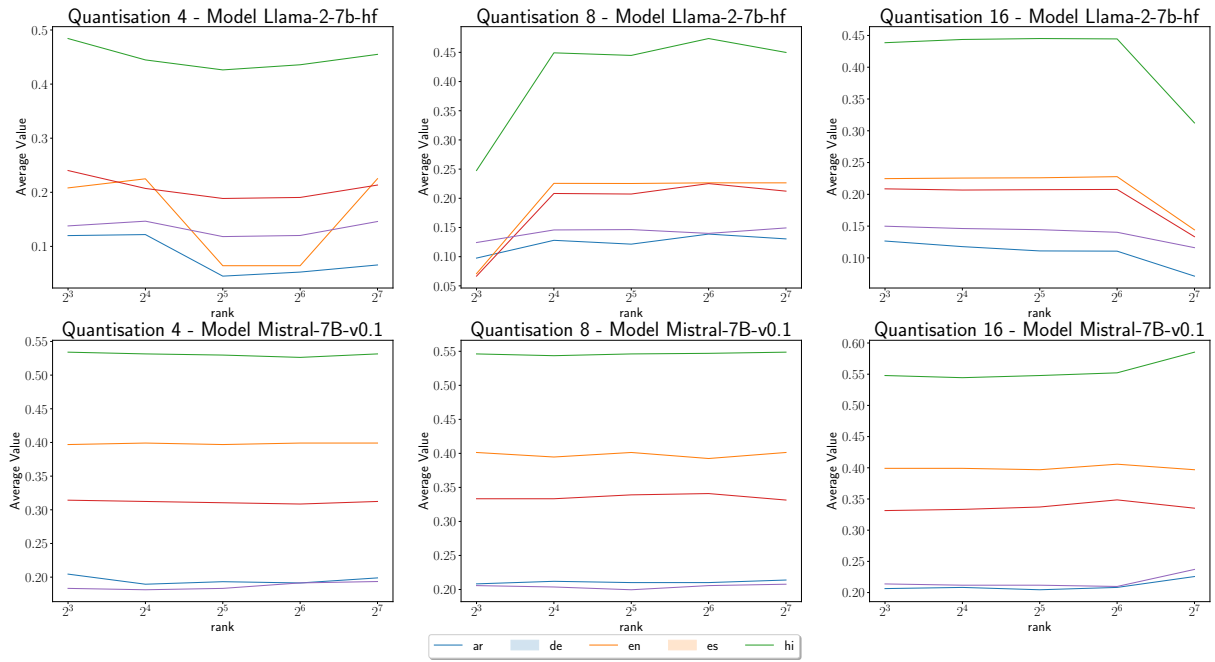 Quantisation 4 - Model Llama-2-7b-hf
Average Value
0.5
0.4
0.3
0.2
0.1
2^3 2^4 2^5 2^6 2^7
rank
Quantisation 8 - Model Llama-2-7b-hf
Average Value
0.45
0.40
0.35
0.30
0.25
0.20
0.15
0.10
0.05
2^3 2^4 2^5 2^6 2^7
rank
Quantisation 16 - Model Llama-2-7b-hf
Average Value
0.45
0.40
0.35
0.30
0.25
0.20
0.15
0.10
2^3 2^4 2^5 2^6 2^7
rank
Quantisation 4 - Model Mistral-7B-v0.1
Average Value
0.55
0.50
0.45
0.40
0.35
0.30
0.25
0.20
2^3 2^4 2^5 2^6 2^7
rank
Quantisation 8 - Model Mistral-7B-v0.1
Average Value
0.55
0.50
0.45
0.40
0.35
0.30
0.25
0.20
2^3 2^4 2^5 2^6 2^7
rank
Quantisation 16 - Model Mistral-7B-v0.1
Average Value
0.60
0.55
0.50
0.45
0.40
0.35
0.30
0.25
0.20
2^3 2^4 2^5 2^6 2^7
rank
ar de en es hi